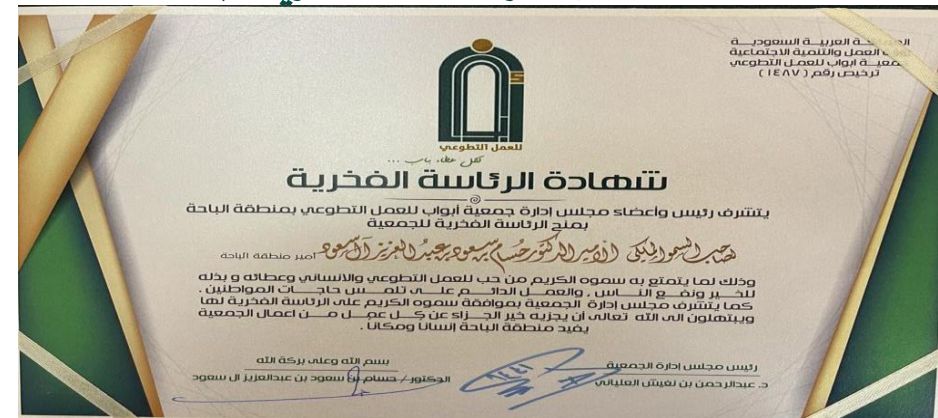 المملكة العربية السعودية
العمل والتنمية الاجتماعية
جمعية ابواب للعمل التطوعي
ترخيص رقم ( ١٤٨٧ )
للعمل التطوعي
لكل عطاء باب ...
شهادة الرئاسة الفخرية
يتشرف رئيس وأعضاء مجلس إدارة جمعية أبواب للعمل التطوعي بمنطقة الباحة
بمنح الرئاسة الفخرية للجمعية
صاحب السمو الملكي الأمير الدكتور حسام بن سعود بن عبد العزيز آل سعود أمير منطقة الباحة
وذلك لما يتمتع به سموه الكريم من حب للعمل التطوعي والانساني وعطائه و بذله
للخير ونفع الناس ، والعمل الدائم على تلمس حاجات المواطنين .
كما يتشرف مجلس إدارة الجمعية بموافقة سموه الكريم على الرئاسة الفخرية لها
ويبتهلون الى الله تعالى أن يجزيه خير الجزاء عن كل عمل من اعمال الجمعية
يفيد منطقة الباحة إنسانا ومكانا .
رئيس مجلس إدارة الجمعية
د. عبدالرحمن بن نغيش العلياني
بسم الله وعلى بركة الله
الدكتور / حسام بن سعود بن عبدالعزيز ال سعود